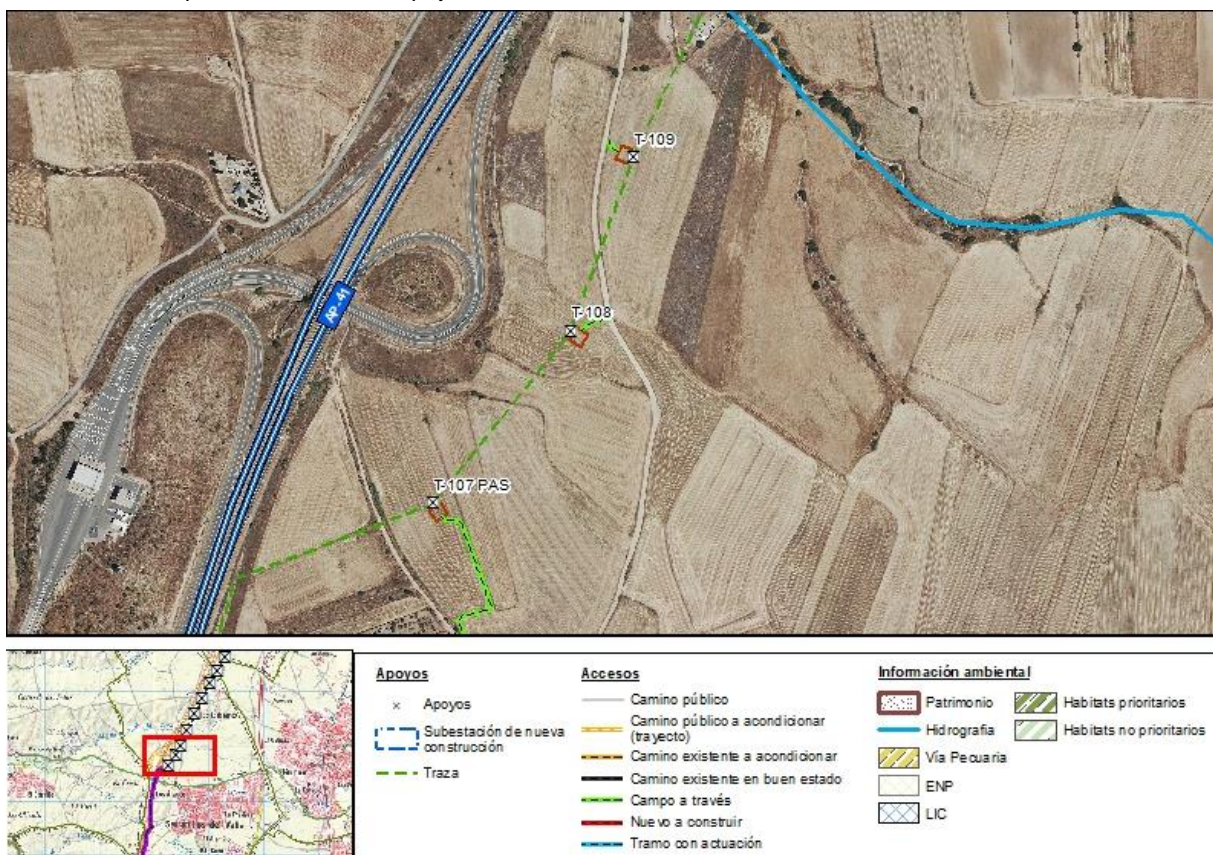 T-109
AP-41
T-108
T-107 PAS
Apoyos
Apoyos
Subestación de nueva
construcción
Traza
Accesos
Camino público
Camino público a acondicionar
(trayecto)
Camino existente a acondicionar
Camino existente en buen estado
Campo a través
Nuevo a construir
Tramo con actuación
Información ambiental
Patrimonio
Hidrografia
Vía Pecuaria
ENP
LIC
Habitats prioritarios
Habitats no prioritarios